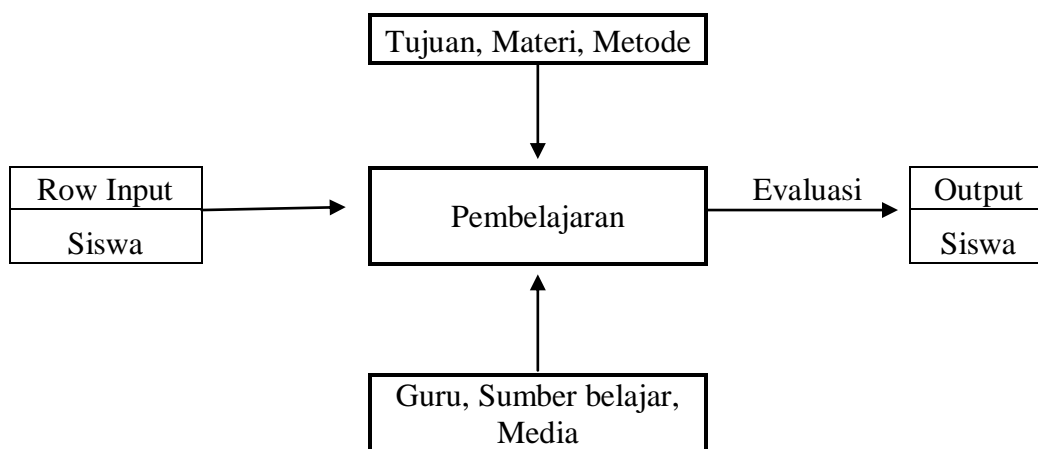 Tujuan, Materi, Metode
Row Input
Siswa
Pembelajaran
Evaluasi
Output
Siswa
Guru, Sumber belajar,
Media